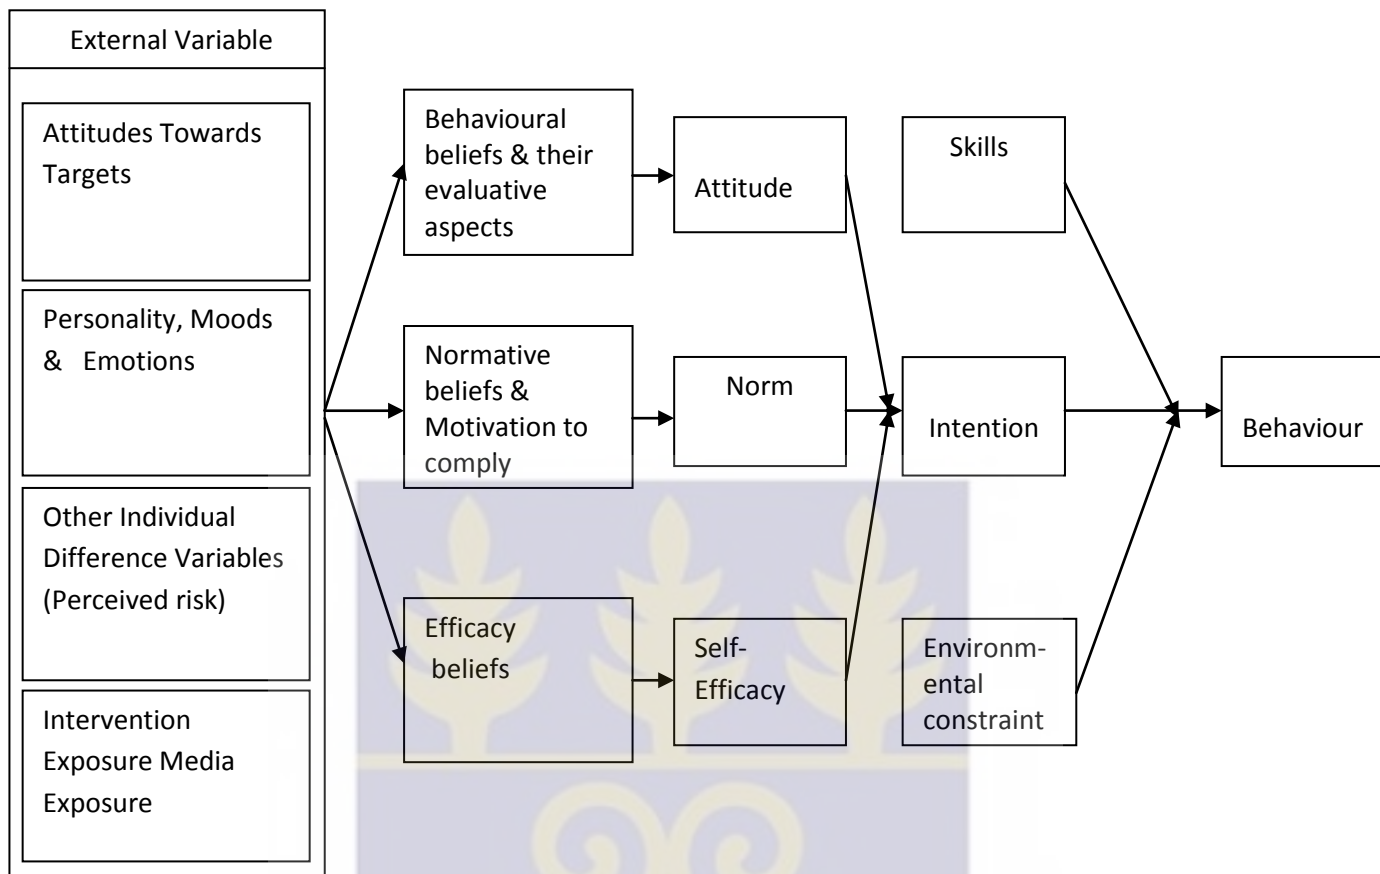 External Variable
Attitudes Towards
Targets
Personality, Moods
& Emotions
Other Individual
Difference Variables
(Perceived risk)
Intervention
Exposure Media
Exposure
Behavioural
beliefs & their
evaluative
aspects
Normative
beliefs &
Motivation to
comply
Efficacy
beliefs
Attitude
Norm
Self-
Efficacy
Skills
Intention
Environm-
ental
constraint
Behaviour